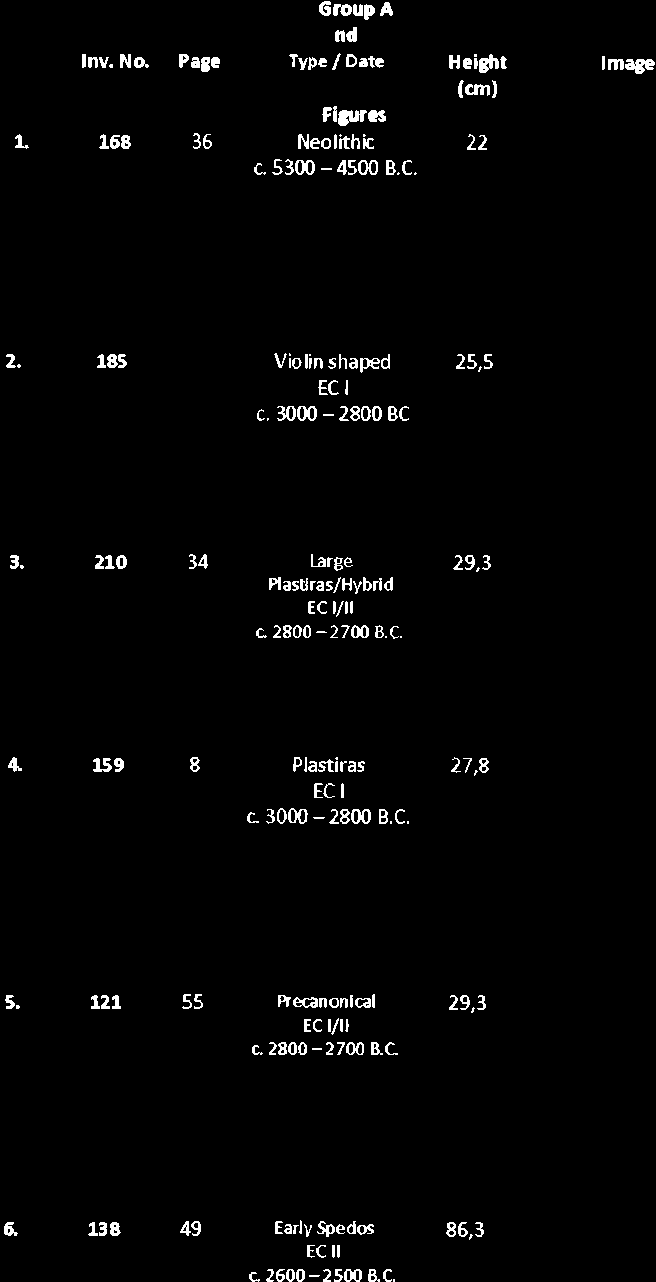 Group A
nd
Inv. No. Page Type / Date Height Image
(cm)
Figures
1. 168 36 Neolithic 22
c. 5300 – 4500 B.C.
2. 185 Violin shaped 25,5
EC I
c. 3000 – 2800 BC
3. 210 34 Large 29,3
Plastiras/Hybrid
EC I/II
c. 2800 – 2700 B.C.
4. 159 8 Plastiras 27,8
EC I
c. 3000 – 2800 B.C.
5. 121 55 Precanonical 29,3
EC I/II
c. 2800 – 2700 B.C.
6. 138 49 Early Spedos 86,3
EC II
c. 2600 – 2500 B.C.